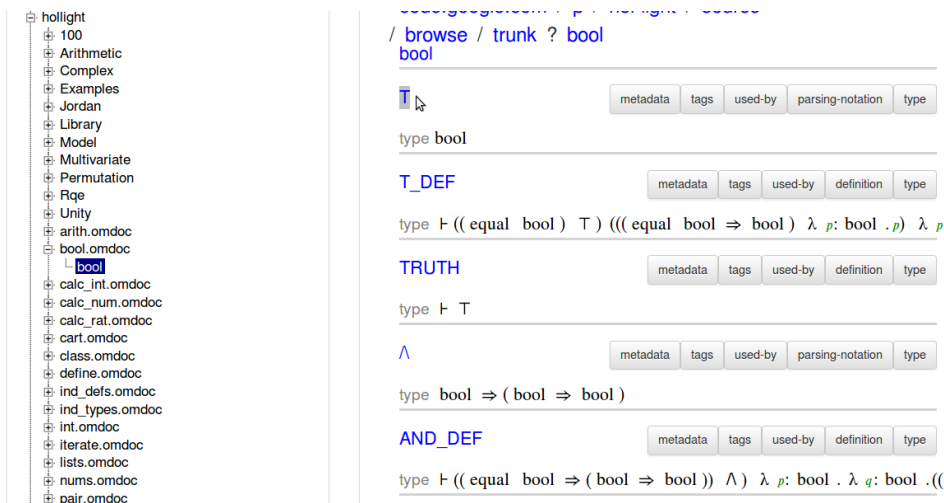 hollight
100
Arithmetic
Complex
Examples
Jordan
Library
Model
Multivariate
Permutation
Rqe
Unity
arith.omdoc
bool.omdoc
bool
calc_int.omdoc
calc_num.omdoc
calc_rat.omdoc
cart.omdoc
class.omdoc
define.omdoc
ind_defs.omdoc
ind_types.omdoc
int.omdoc
iterate.omdoc
lists.omdoc
nums.omdoc
pair.omdoc
/ browse / trunk ? bool
bool
T metadata tags used-by parsing-notation type
type bool
T_DEF metadata tags used-by definition type
type ⊦ (( equal bool ) ⊤ ) ((( equal bool ⇒ bool ) λ p: bool . p) λ p
TRUTH metadata tags used-by definition type
type ⊦ ⊤
/\ metadata tags used-by parsing-notation type
type bool ⇒ ( bool ⇒ bool )
AND_DEF metadata tags used-by definition type
type ⊦ (( equal bool ⇒ ( bool ⇒ bool )) /\ ) λ p: bool . λ q: bool .((